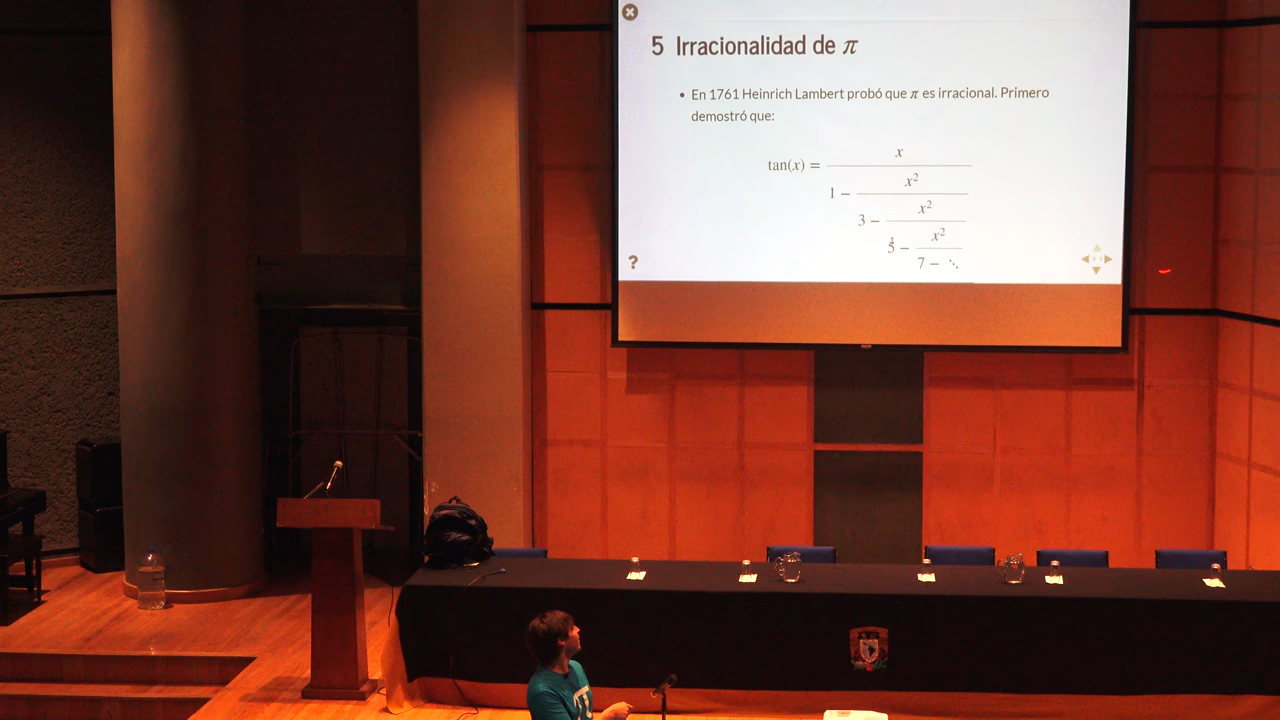 5 Irracionalidad de π
• En 1761 Heinrich Lambert probó que π es irracional. Primero
demostró que:
tan(x) =
x
1 −
x²
3 −
x²
5 −
x²
7 − ⋱
?
π